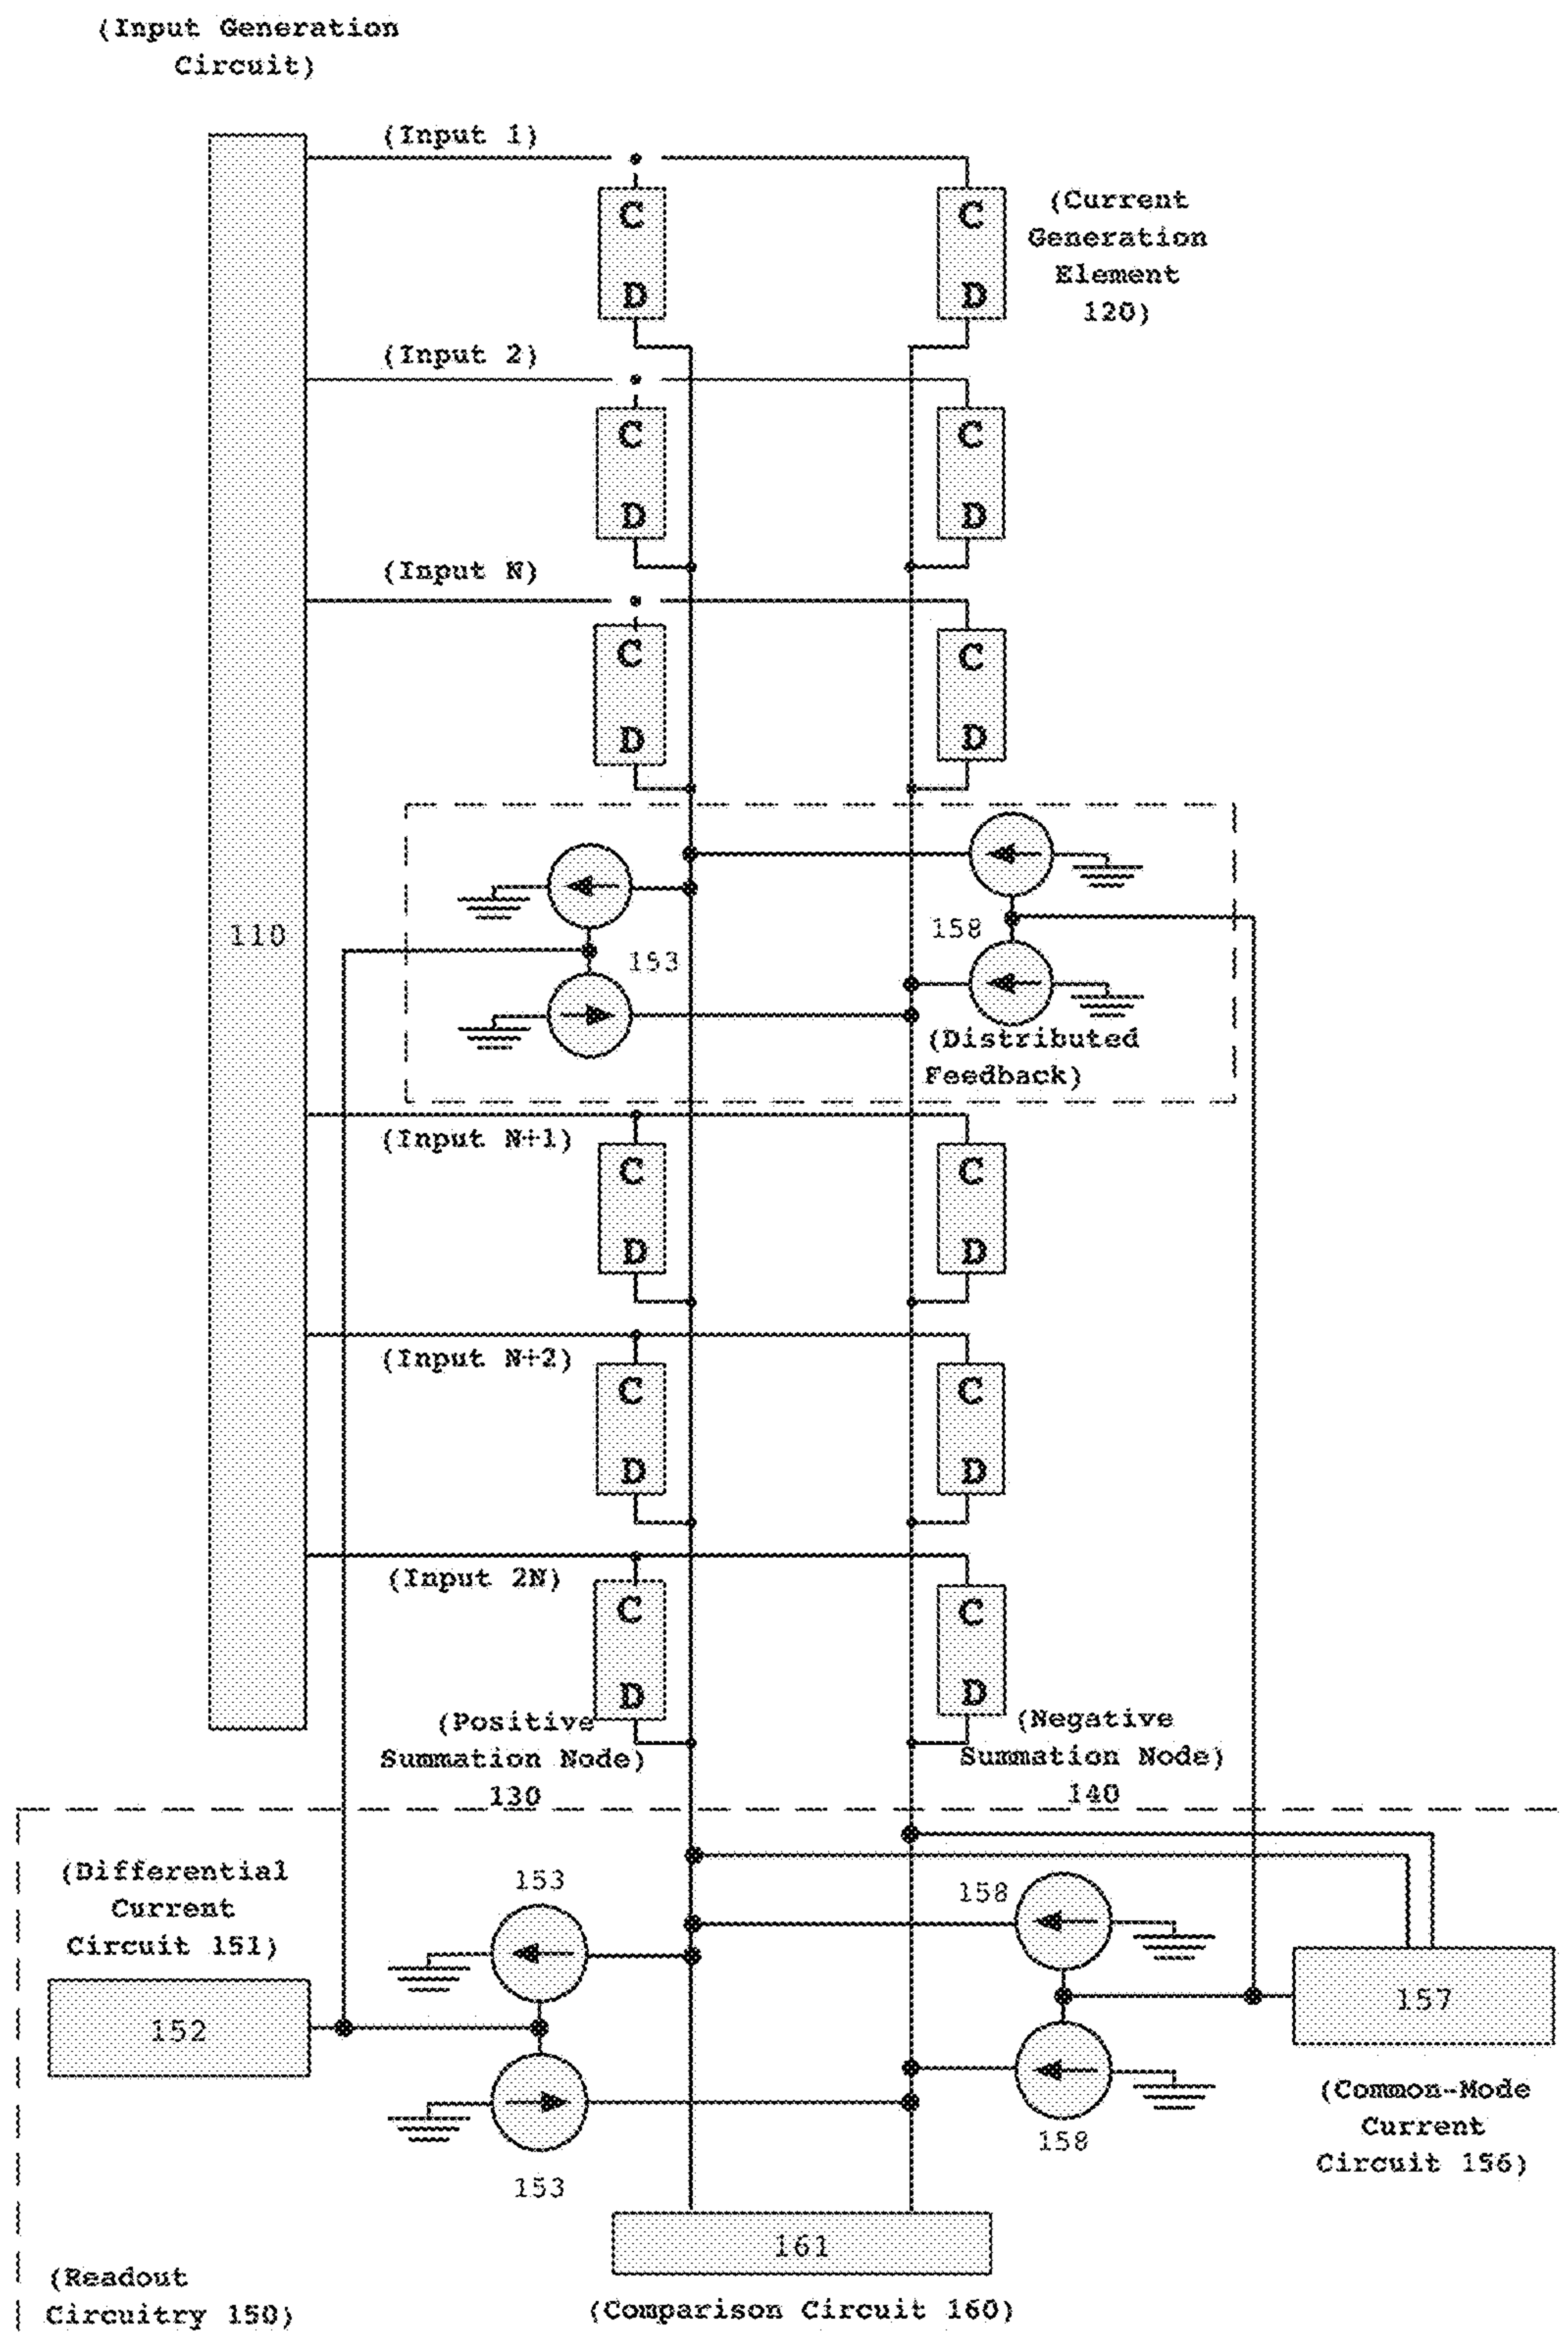 (Input Generation
Circuit)
(Input 1)
C
D
C
D
(Current
Generation
Element
120)
(Input 2)
C
D
C
D
(Input N)
C
D
C
D
110
153
158
(Distributed
Feedback)
(Input N+1)
C
D
C
D
(Input N+2)
C
D
C
D
(Input 2N)
C
D
C
D
(Positive
Summation Node)
130
(Negative
Summation Node)
140
(Differential
Current
Circuit 151)
152
153
153
158
158
157
(Common-Mode
Current
Circuit 156)
161
(Readout
Circuitry 150)
(Comparison Circuit 160)